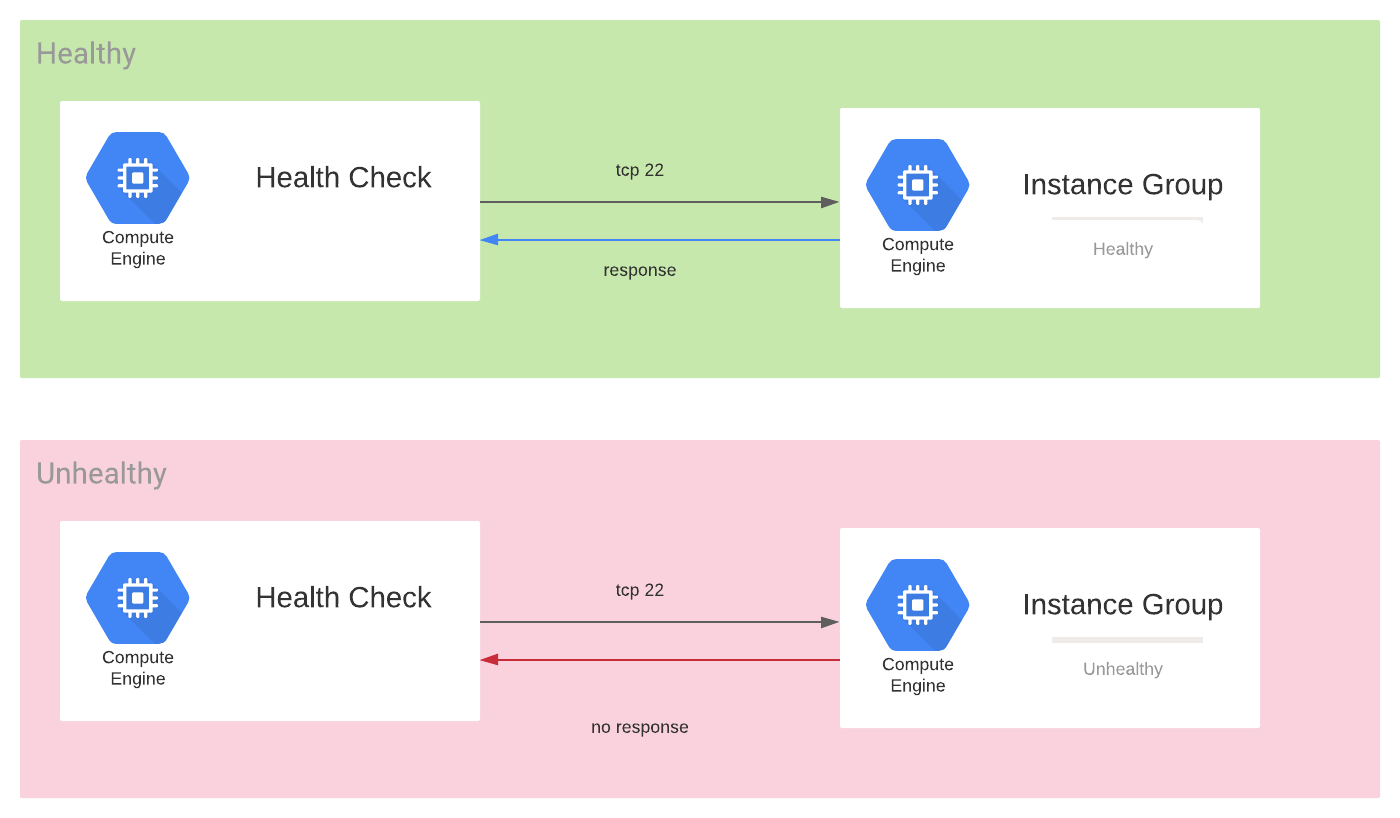 Healthy
Compute
Engine
Health Check
tcp 22
response
Compute
Engine
Instance Group
Healthy
Unhealthy
Compute
Engine
Health Check
tcp 22
no response
Compute
Engine
Instance Group
Unhealthy